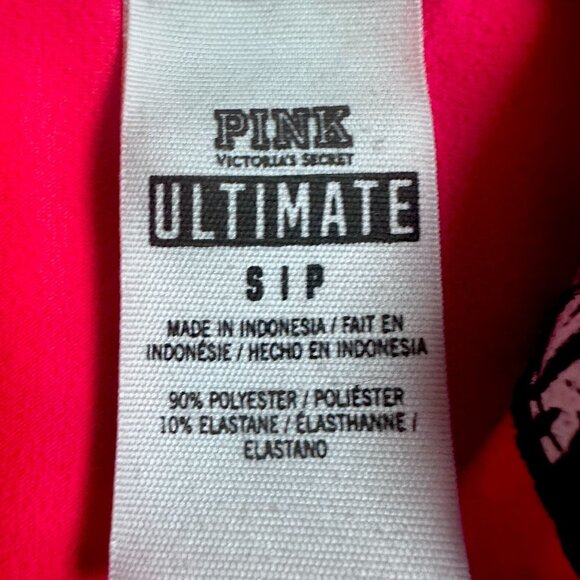 PINK
VICTORIA'S SECRET
ULTIMATE
S | P
MADE IN INDONESIA / FAIT EN
INDONÉSIE / HECHO EN INDONESIA
90% POLYESTER / POLIÉSTER
10% ELASTANE / ÉLASTHANNE /
ELASTANO